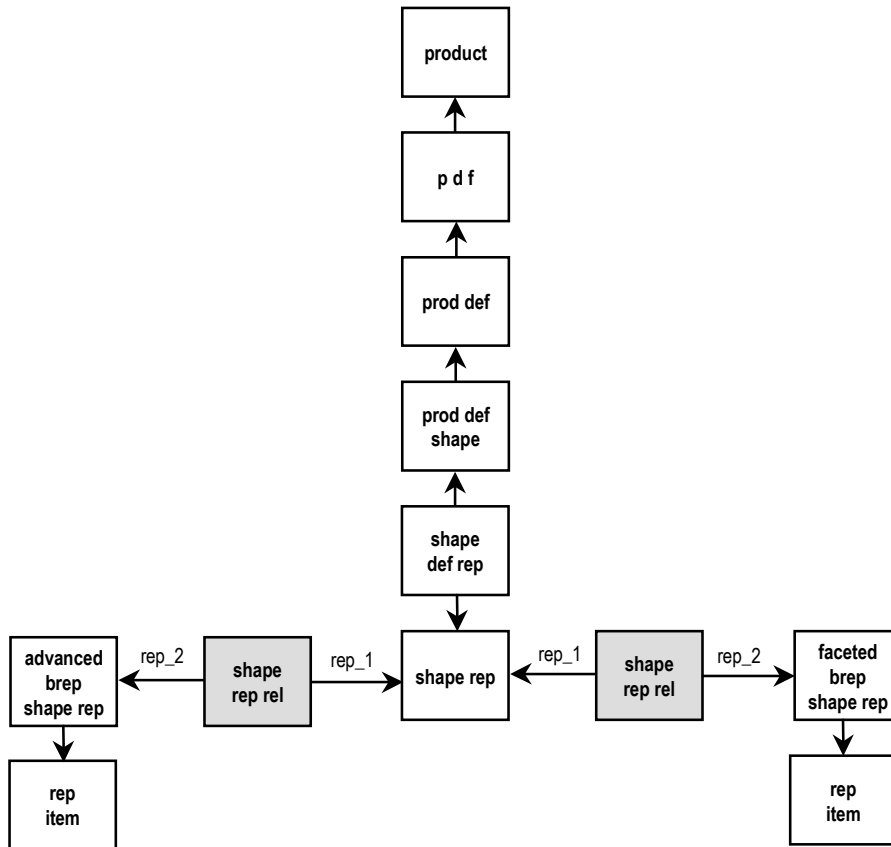 product
p d f
prod def
prod def
shape
shape
def rep
advanced
brep
shape rep
rep_2
shape
rep rel
rep_1
shape rep
rep_1
shape
rep rel
rep_2
faceted
brep
shape rep
rep
item
rep
item